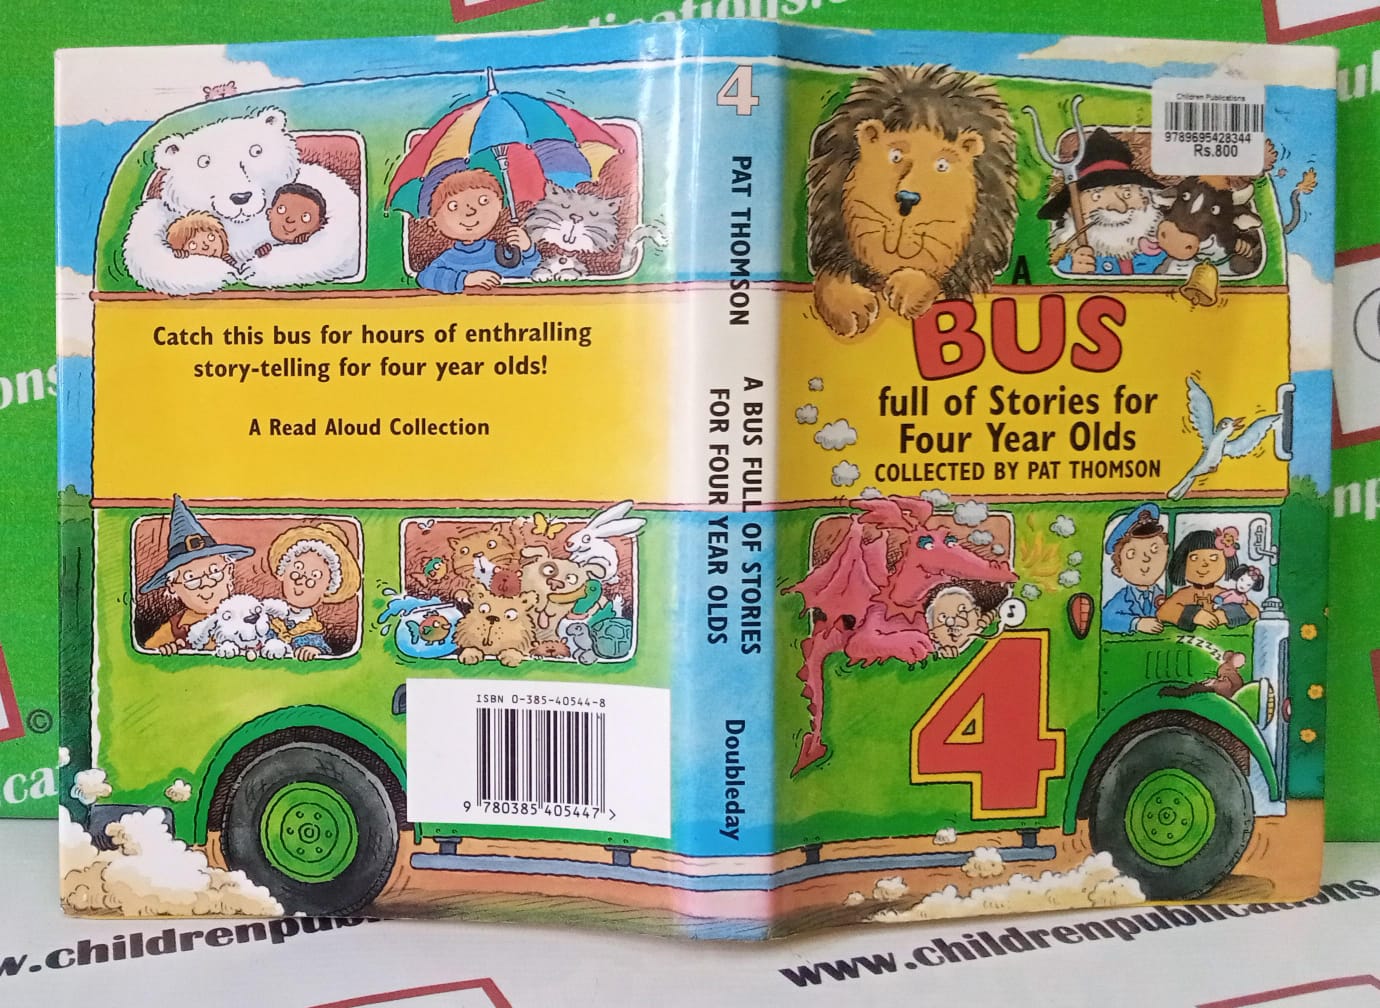 Catch this bus for hours of enthralling
story-telling for four year olds!
A Read Aloud Collection
ISBN 0-385-40544-8
9 780385 405447 >
4
PAT THOMSON
A BUS FULL OF STORIES
FOR FOUR YEAR OLDS
Doubleday
Children Publications
9789695428344
Rs.800
A
BUS
full of Stories for
Four Year Olds
COLLECTED BY PAT THOMSON
zzzzzz
4
©
www.childrenpublications.